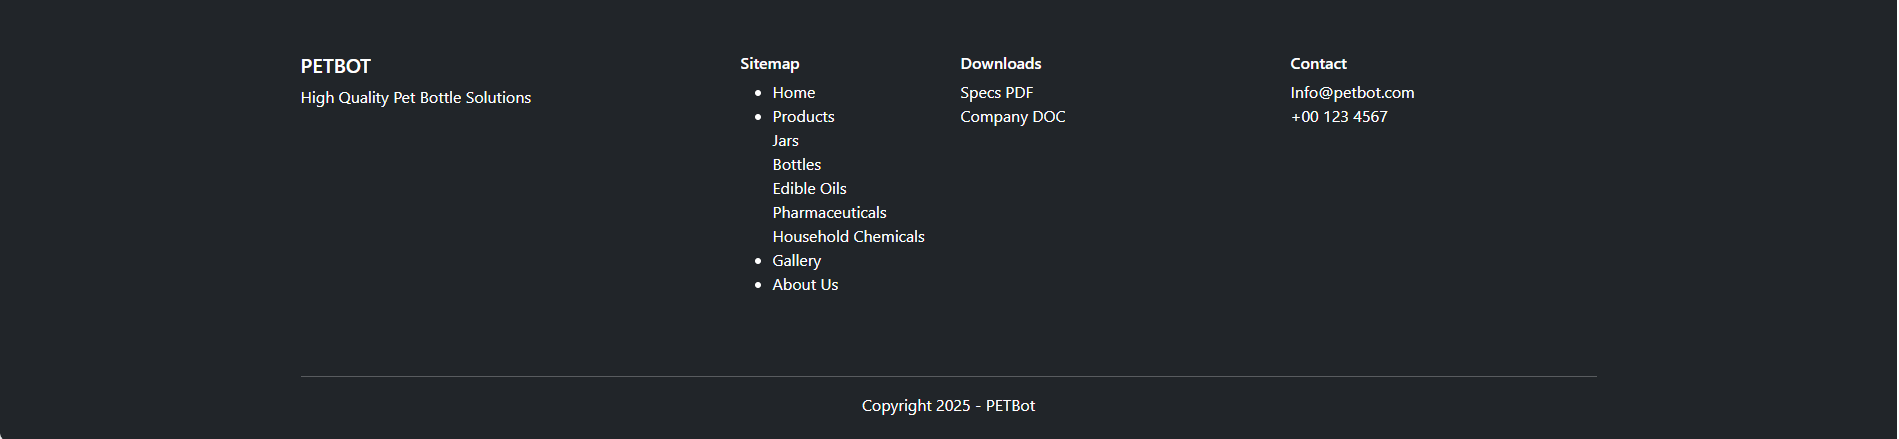 PETBOT
High Quality Pet Bottle Solutions
Sitemap
Home
Products
Jars
Bottles
Edible Oils
Pharmaceuticals
Household Chemicals
Gallery
About Us
Downloads
Specs PDF
Company DOC
Contact
Info@petbot.com
+00 123 4567
Copyright 2025 - PETBot